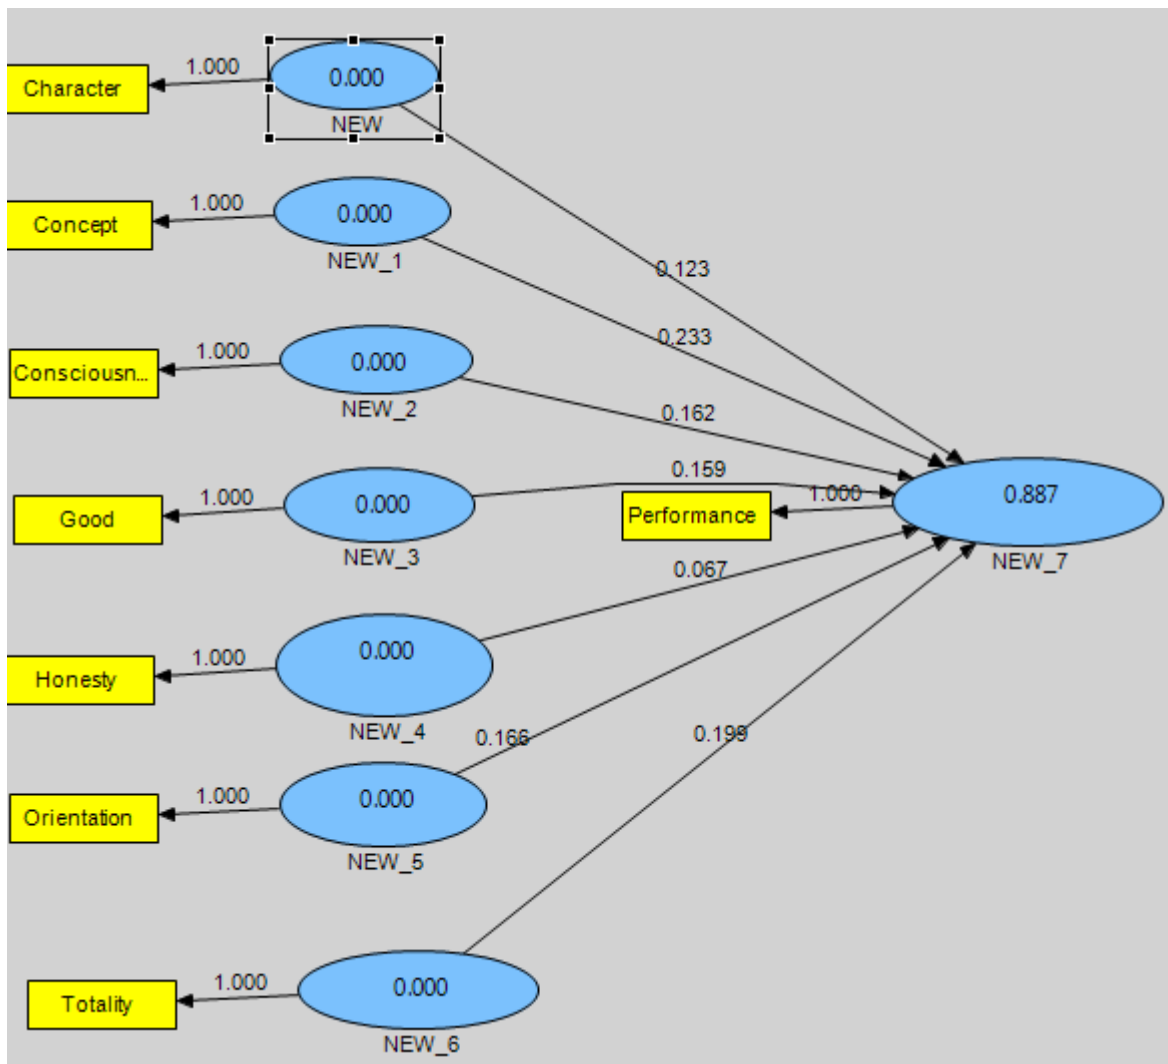 1.000
0.000
Character
NEW
1.000
0.000
Concept
NEW_1
0.123
0.233
1.000
0.000
Consciousn...
NEW_2
0.162
0.159
1.000
0.000
Good
NEW_3
1.000
Performance
0.887
NEW_7
0.067
1.000
0.000
Honesty
NEW_4
0.166
0.199
1.000
0.000
Orientation
NEW_5
1.000
0.000
Totality
NEW_6